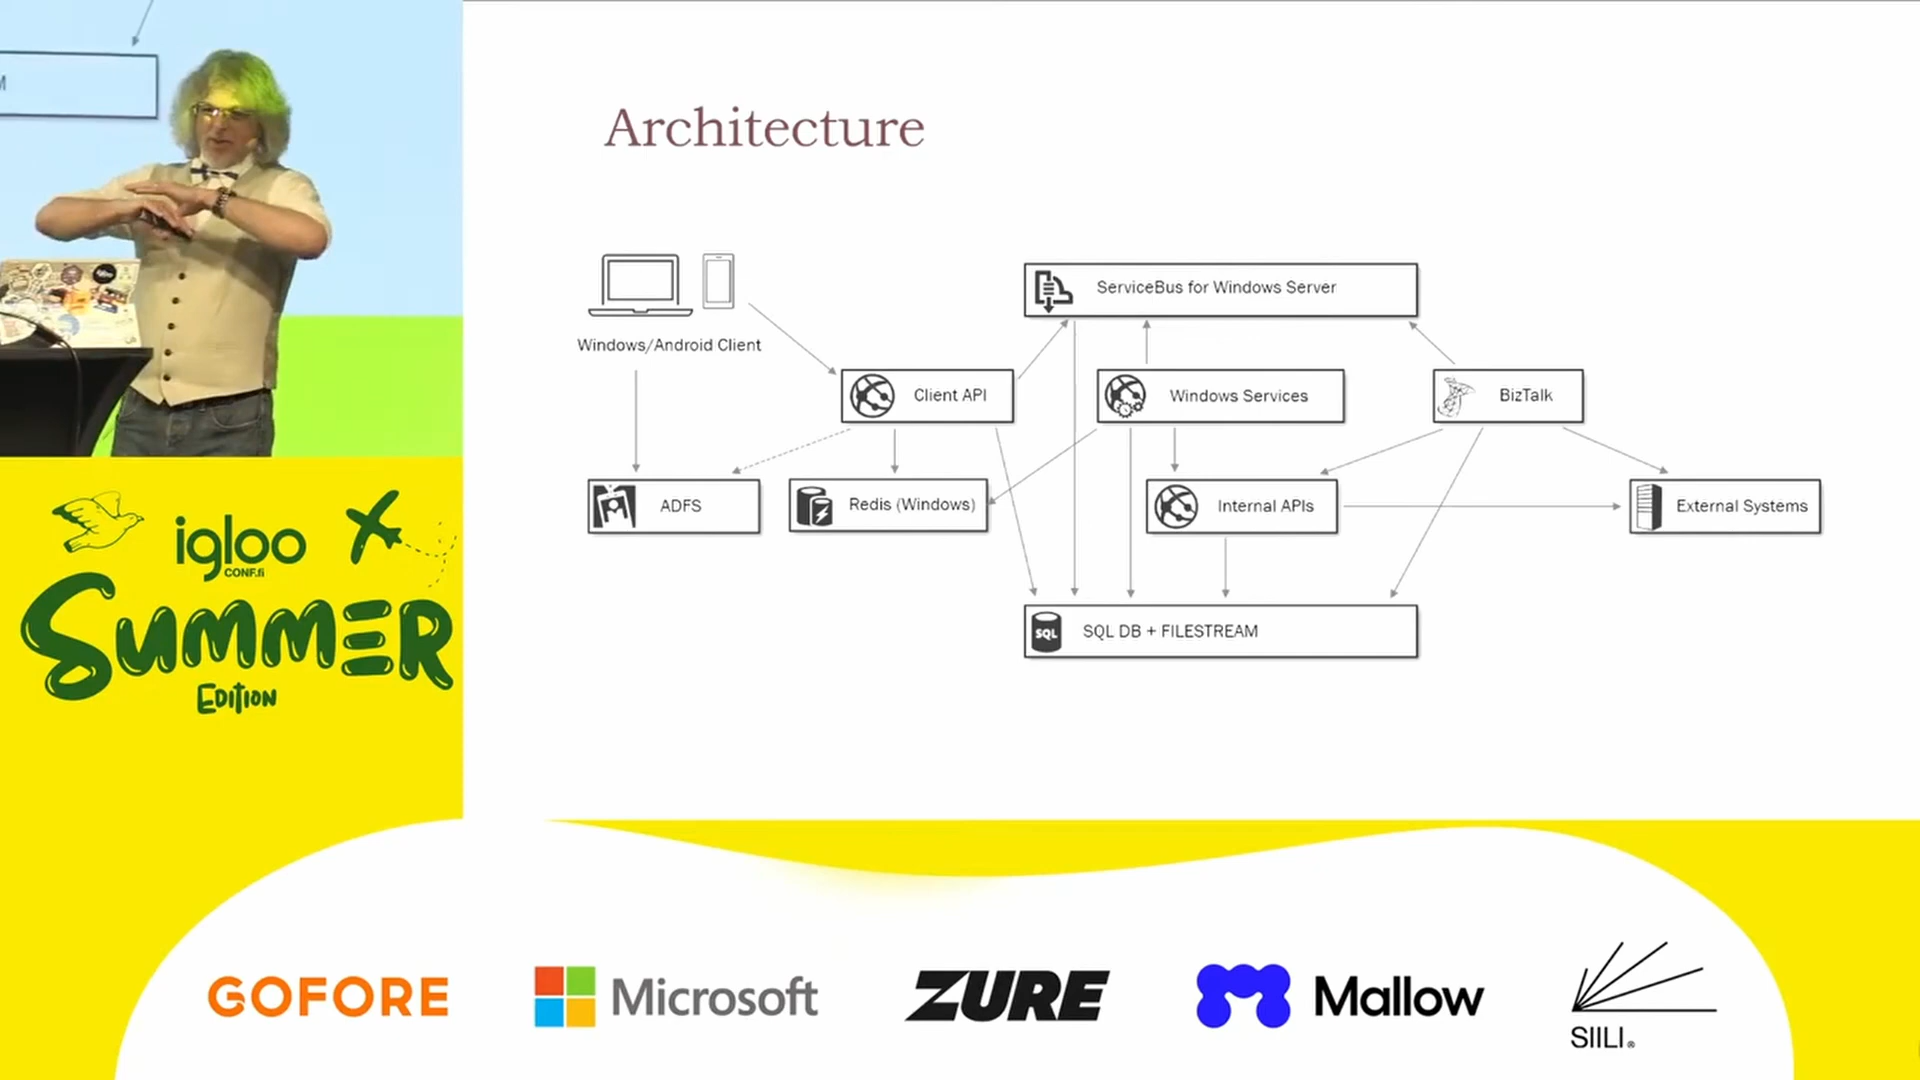 M
Architecture
ServiceBus for Windows Server
Windows/Android Client
Client API
Windows Services
BizTalk
ADFS
Redis (Windows)
Internal APIs
External Systems
SQL
SQL DB + FILESTREAM
igloo
CONF.fi
SUMMER
EDITION
GOFORE
Microsoft
ZURE
Mallow
SIILI®